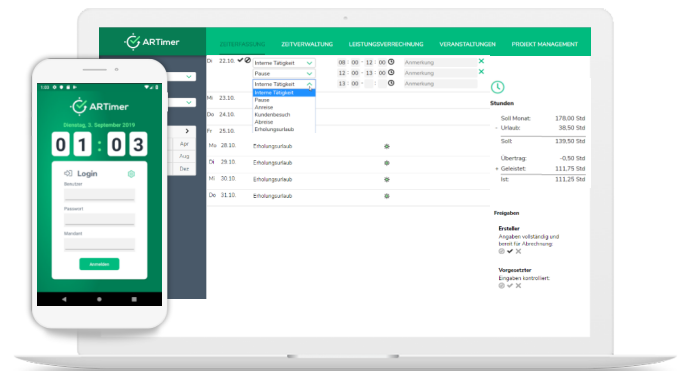 ARTimer
ZEITERFASSUNG ZEITVERWALTUNG LEISTUNGSVERRECHNUNG VERANSTALTUNGEN PROJEKT MANAGEMENT
Di 22.10. Interne Tätigkeit 08 : 00 - 12 : 00 Anmerkung
Pause 12 : 00 - 13 : 00 Anmerkung
Interne Tätigkeit 13 : 00 - : Anmerkung
Interne Tätigkeit
Pause
Anreise
Kundenbesuch
Abreise
Erholungsurlaub
Mi 23.10.
Do 24.10.
Fr 25.10.
Mo 28.10. Erholungsurlaub
Di 29.10. Erholungsurlaub
Mi 30.10. Erholungsurlaub
Do 31.10. Erholungsurlaub
Apr
Aug
Dez
Stunden
Soll Monat: 178,00 Std
- Urlaub: 38,50 Std
Soll: 139,50 Std
Übertrag: -0,50 Std
+ Geleistet: 111,75 Std
Ist: 111,25 Std
Freigaben
Ersteller
Angaben vollständig und
bereit für Abrechnung:
Vorgesetzter
Eingaben kontrolliert:
1:03
ARTimer
Dienstag, 3. September 2019
01:03
Login
Benutzer
Passwort
Mandant
Anmelden